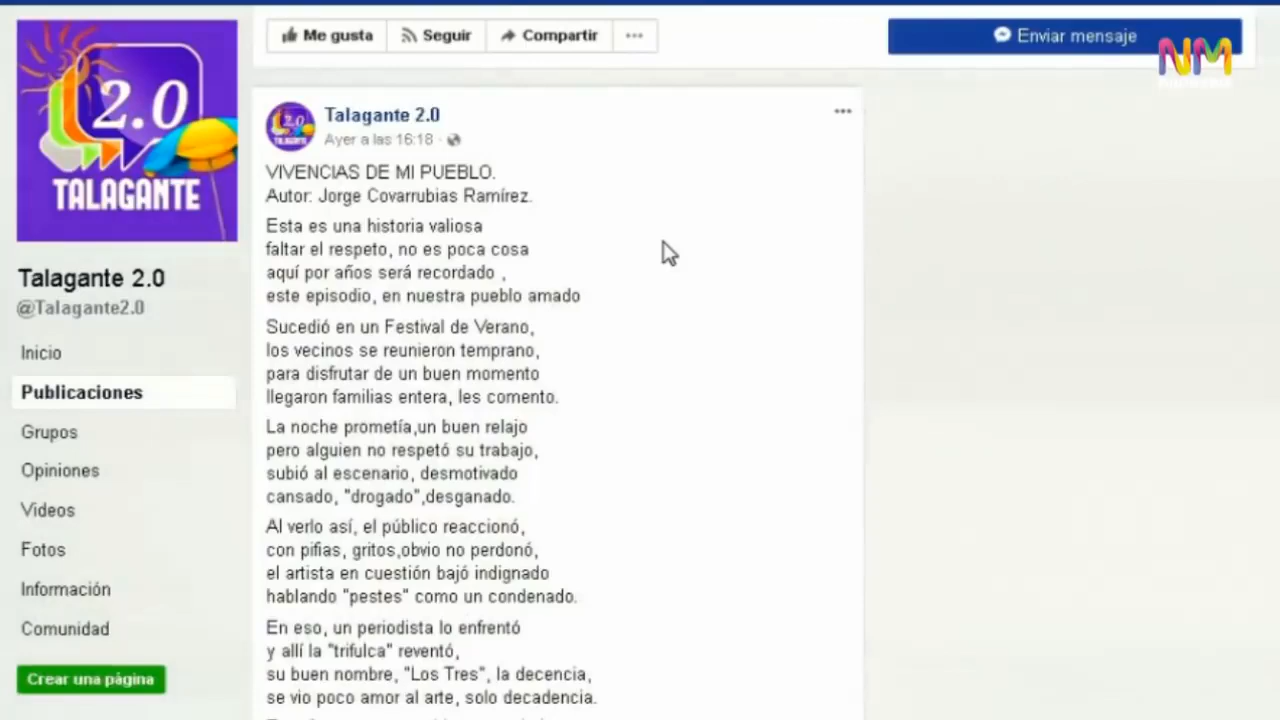 Me gusta
Seguir
Compartir
Enviar mensaje
NM
2.0
TALAGANTE
Talagante 2.0
@Talagante2.0
Inicio
Publicaciones
Grupos
Opiniones
Videos
Fotos
Información
Comunidad
Crear una página
2.0
TALAGANTE
Talagante 2.0
Ayer a las 16:18 ·
VIVENCIAS DE MI PUEBLO.
Autor: Jorge Covarrubias Ramírez.
Esta es una historia valiosa
faltar el respeto, no es poca cosa
aquí por años será recordado ,
este episodio, en nuestra pueblo amado
Sucedió en un Festival de Verano,
los vecinos se reunieron temprano,
para disfrutar de un buen momento
llegaron familias entera, les comento.
La noche prometía,un buen relajo
pero alguien no respetó su trabajo,
subió al escenario, desmotivado
cansado, "drogado",desganado.
Al verlo así, el público reaccionó,
con pifias, gritos,obvio no perdonó,
el artista en cuestión bajó indignado
hablando "pestes" como un condenado.
En eso, un periodista lo enfrentó
y allí la "trifulca" reventó,
su buen nombre, "Los Tres", la decencia,
se vio poco amor al arte, solo decadencia.